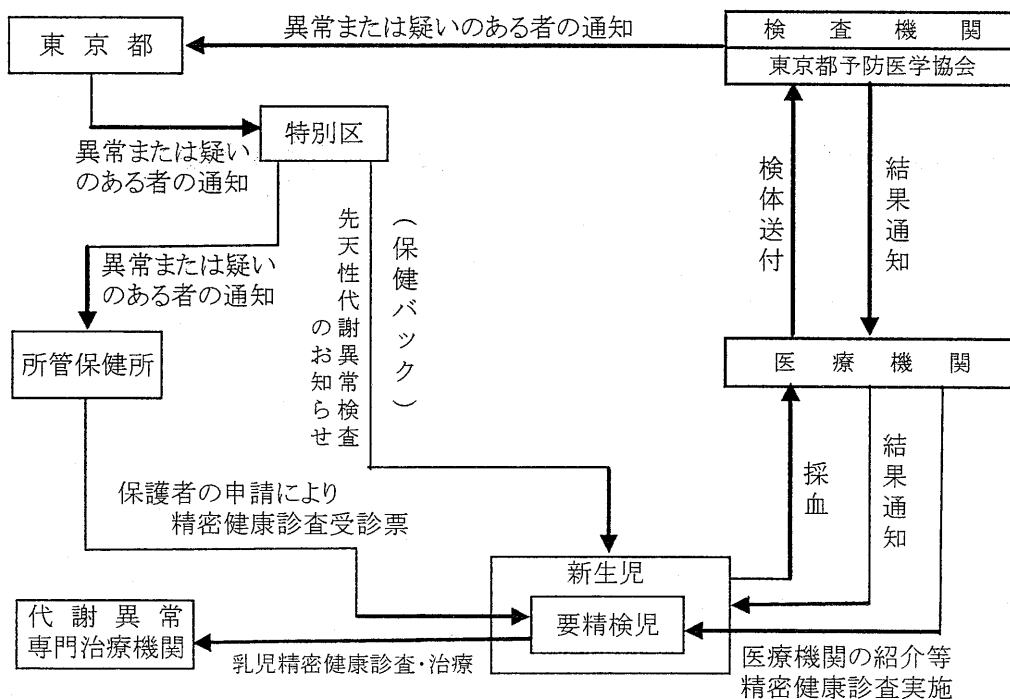 異常または疑いのある者の通知
東京都
検査機関
東京都予防医学協会
特別区
異常または疑い
のある者の通知
検体送付
結果通知
(保健バック)
先天性代謝異常検査
のお知らせ
異常または疑い
のある者の通知
所管保健所
医療機関
採血
結果通知
保護者の申請により
精密健康診査受診票
新生児
要精検児
代謝異常
専門治療機関
乳児精密健康診査・治療
医療機関の紹介等
精密健康診査実施